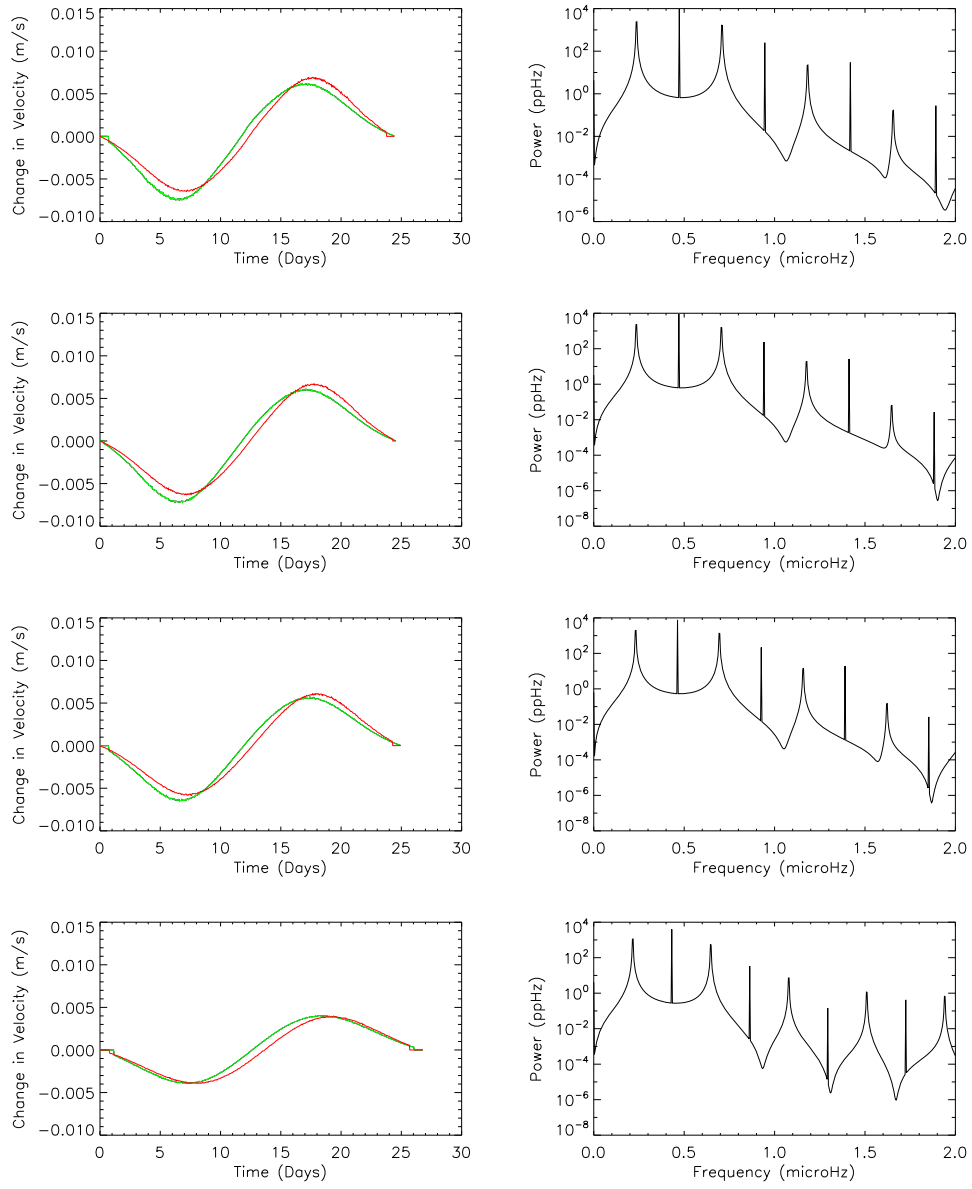 0.015
0.010
0.005
0.000
−0.005
−0.010
Change in Velocity (m/s)
0 5 10 15 20 25 30
Time (Days)
10^4
10^2
10^0
10^−2
10^−4
10^−6
Power (ppHz)
0.0 0.5 1.0 1.5 2.0
Frequency (microHz)
0.015
0.010
0.005
0.000
−0.005
−0.010
Change in Velocity (m/s)
0 5 10 15 20 25 30
Time (Days)
10^4
10^2
10^0
10^−2
10^−4
10^−6
10^−8
Power (ppHz)
0.0 0.5 1.0 1.5 2.0
Frequency (microHz)
0.015
0.010
0.005
0.000
−0.005
−0.010
Change in Velocity (m/s)
0 5 10 15 20 25 30
Time (Days)
10^4
10^2
10^0
10^−2
10^−4
10^−6
10^−8
Power (ppHz)
0.0 0.5 1.0 1.5 2.0
Frequency (microHz)
0.015
0.010
0.005
0.000
−0.005
−0.010
Change in Velocity (m/s)
0 5 10 15 20 25 30
Time (Days)
10^4
10^2
10^0
10^−2
10^−4
10^−6
10^−8
Power (ppHz)
0.0 0.5 1.0 1.5 2.0
Frequency (microHz)